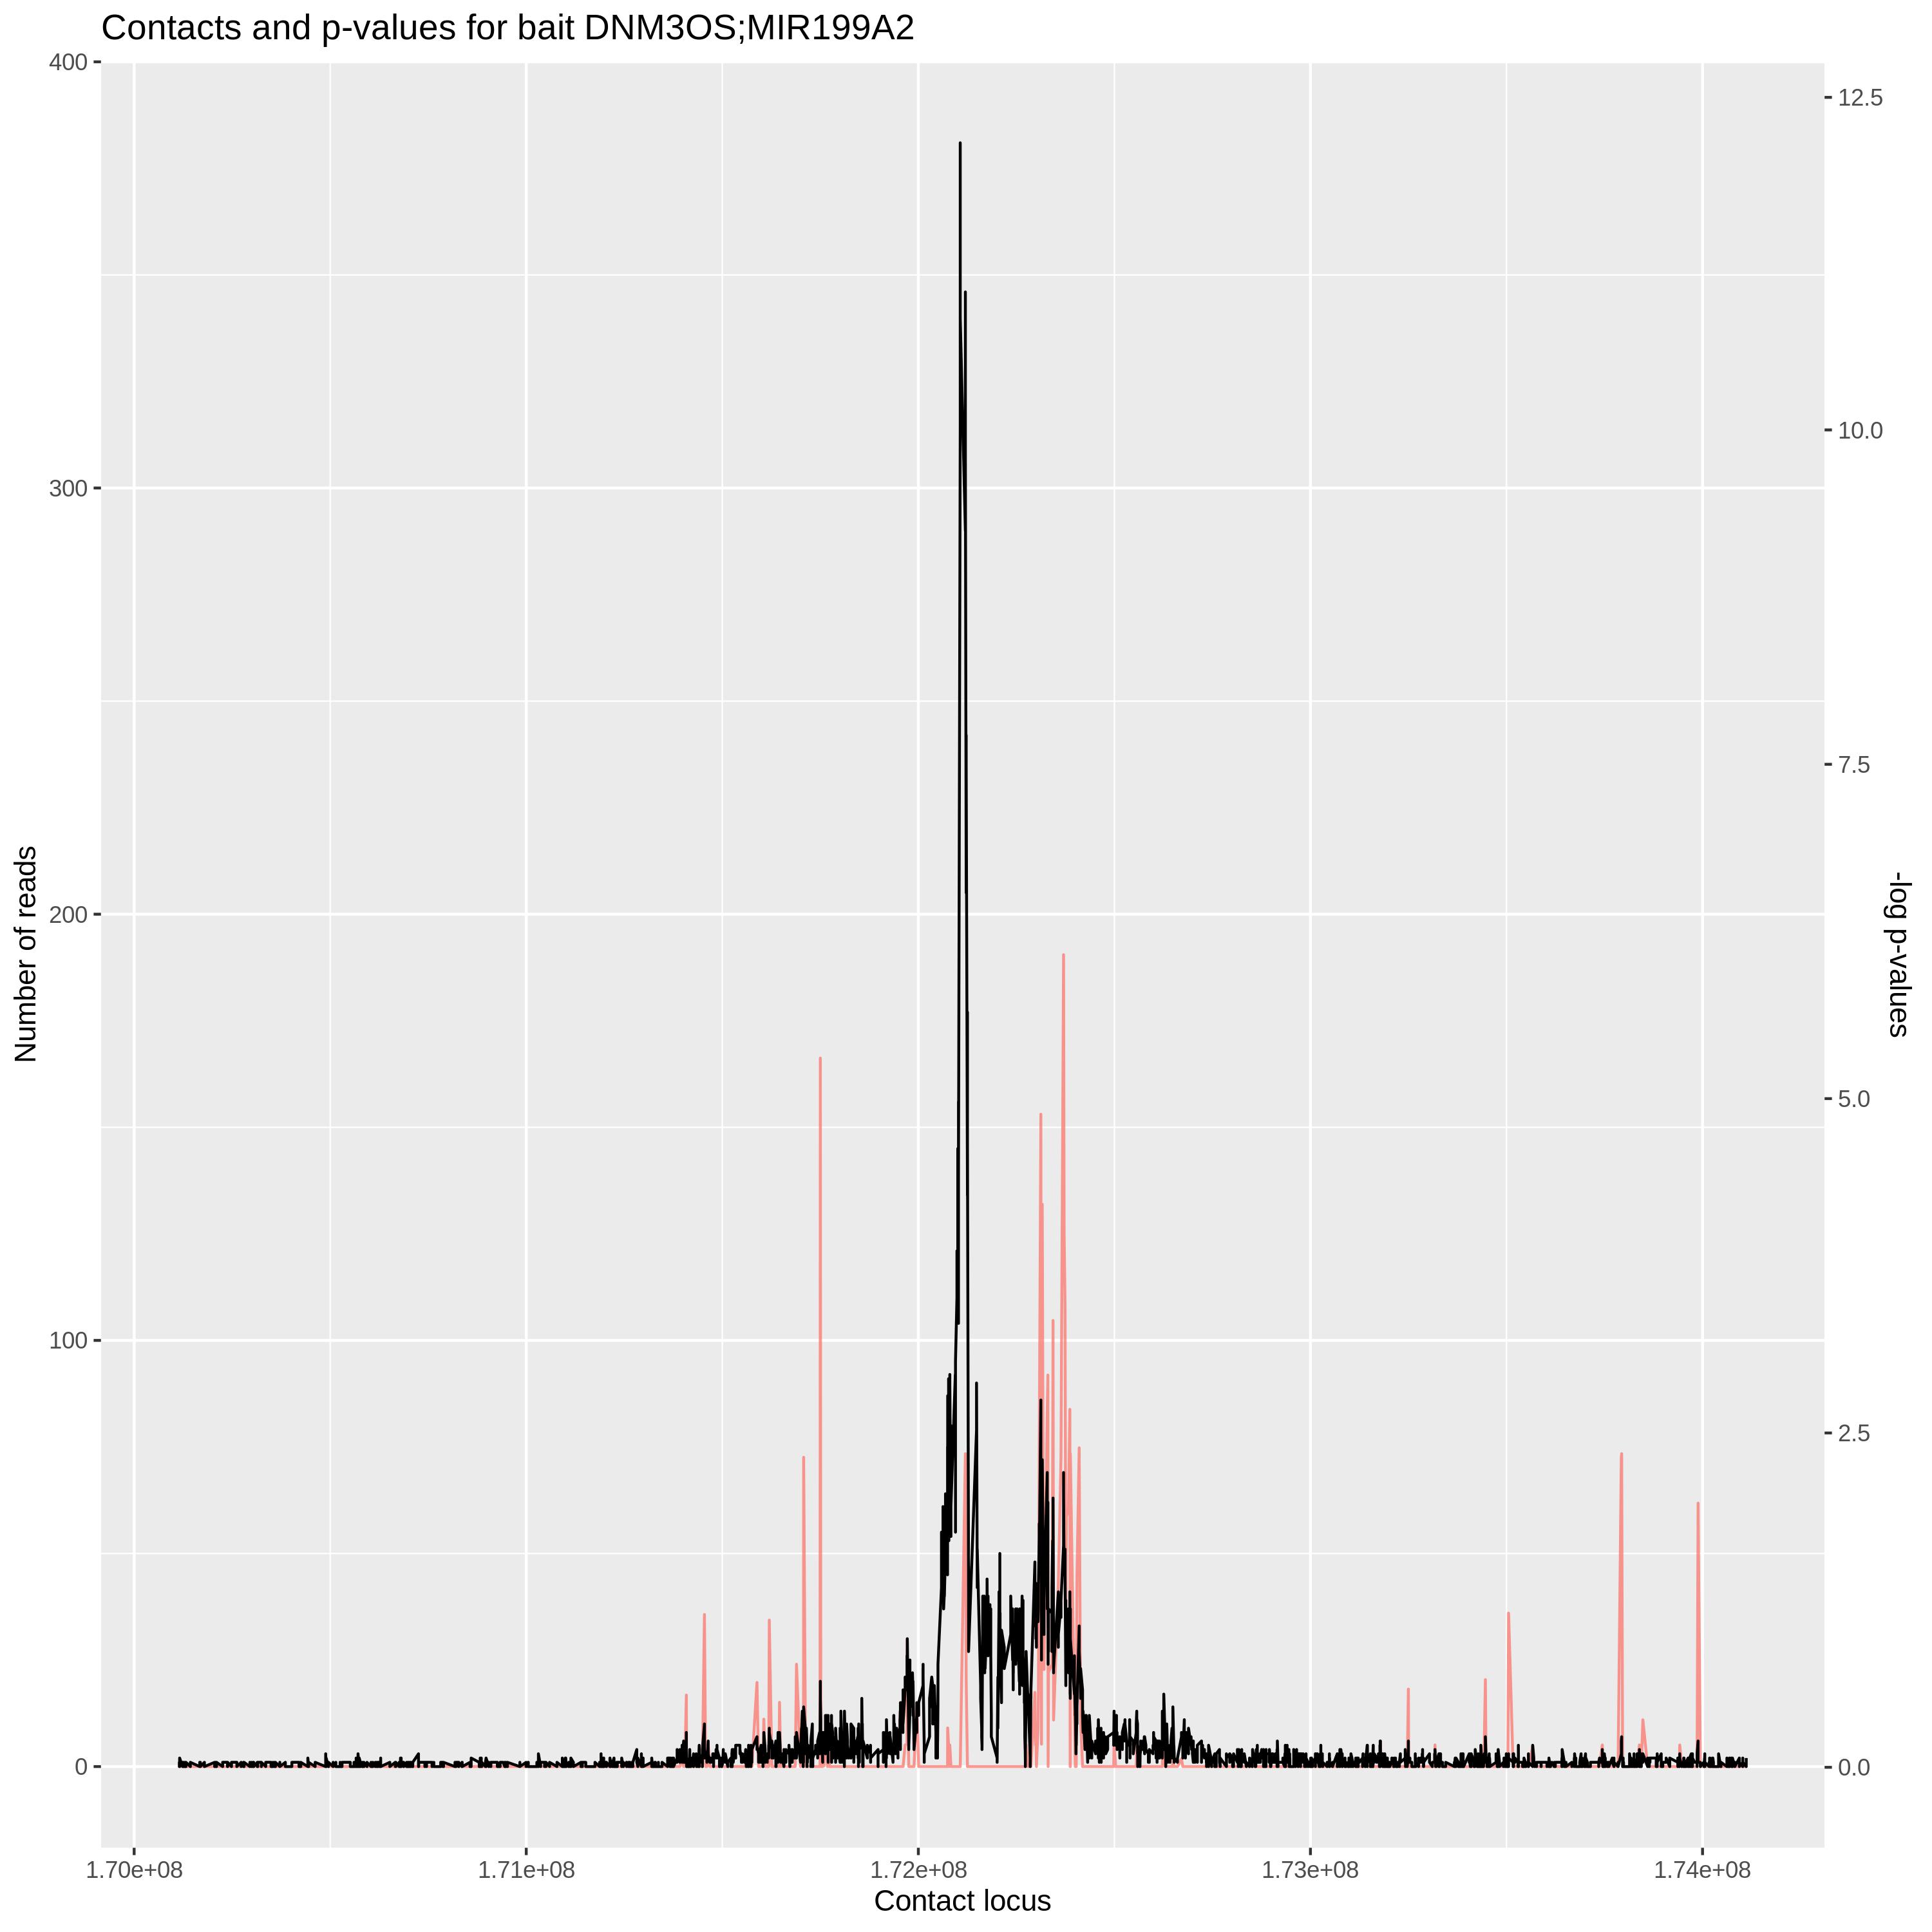 Contacts and p-values for bait DNM3OS;MIR199A2
400
300
200
100
0
Number of reads
12.5
10.0
7.5
5.0
2.5
0.0
-log p-values
1.70e+08 1.71e+08 1.72e+08 1.73e+08 1.74e+08
Contact locus